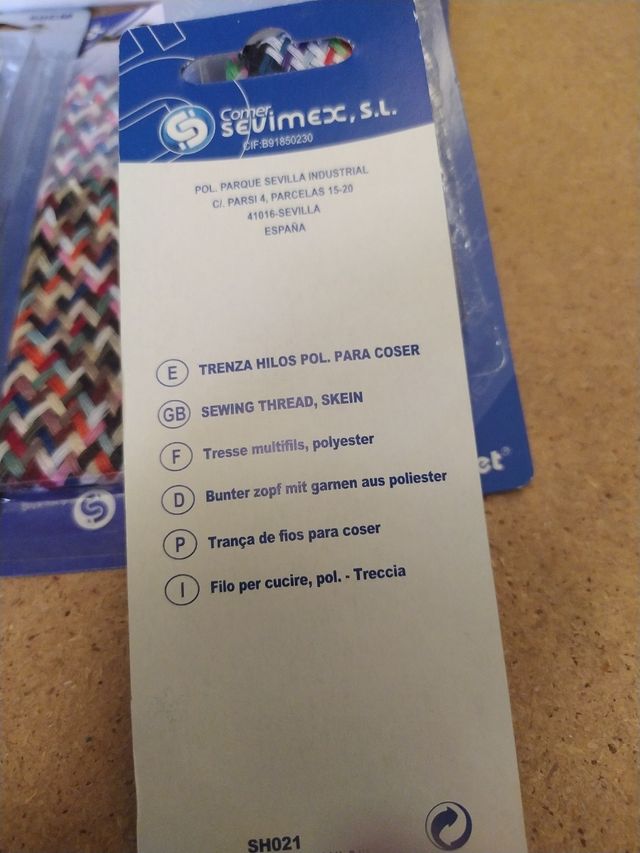 Comer
SEVIMEX, S.L.
CIF:B91850230
POL. PARQUE SEVILLA INDUSTRIAL
C/. PARSI 4, PARCELAS 15-20
41016-SEVILLA
ESPAÑA
E TRENZA HILOS POL. PARA COSER
GB SEWING THREAD, SKEIN
F Tresse multifils, polyester
D Bunter zopf mit garnen aus poliester
P Trança de fios para coser
I Filo per cucire, pol. - Treccia
et®
SH021